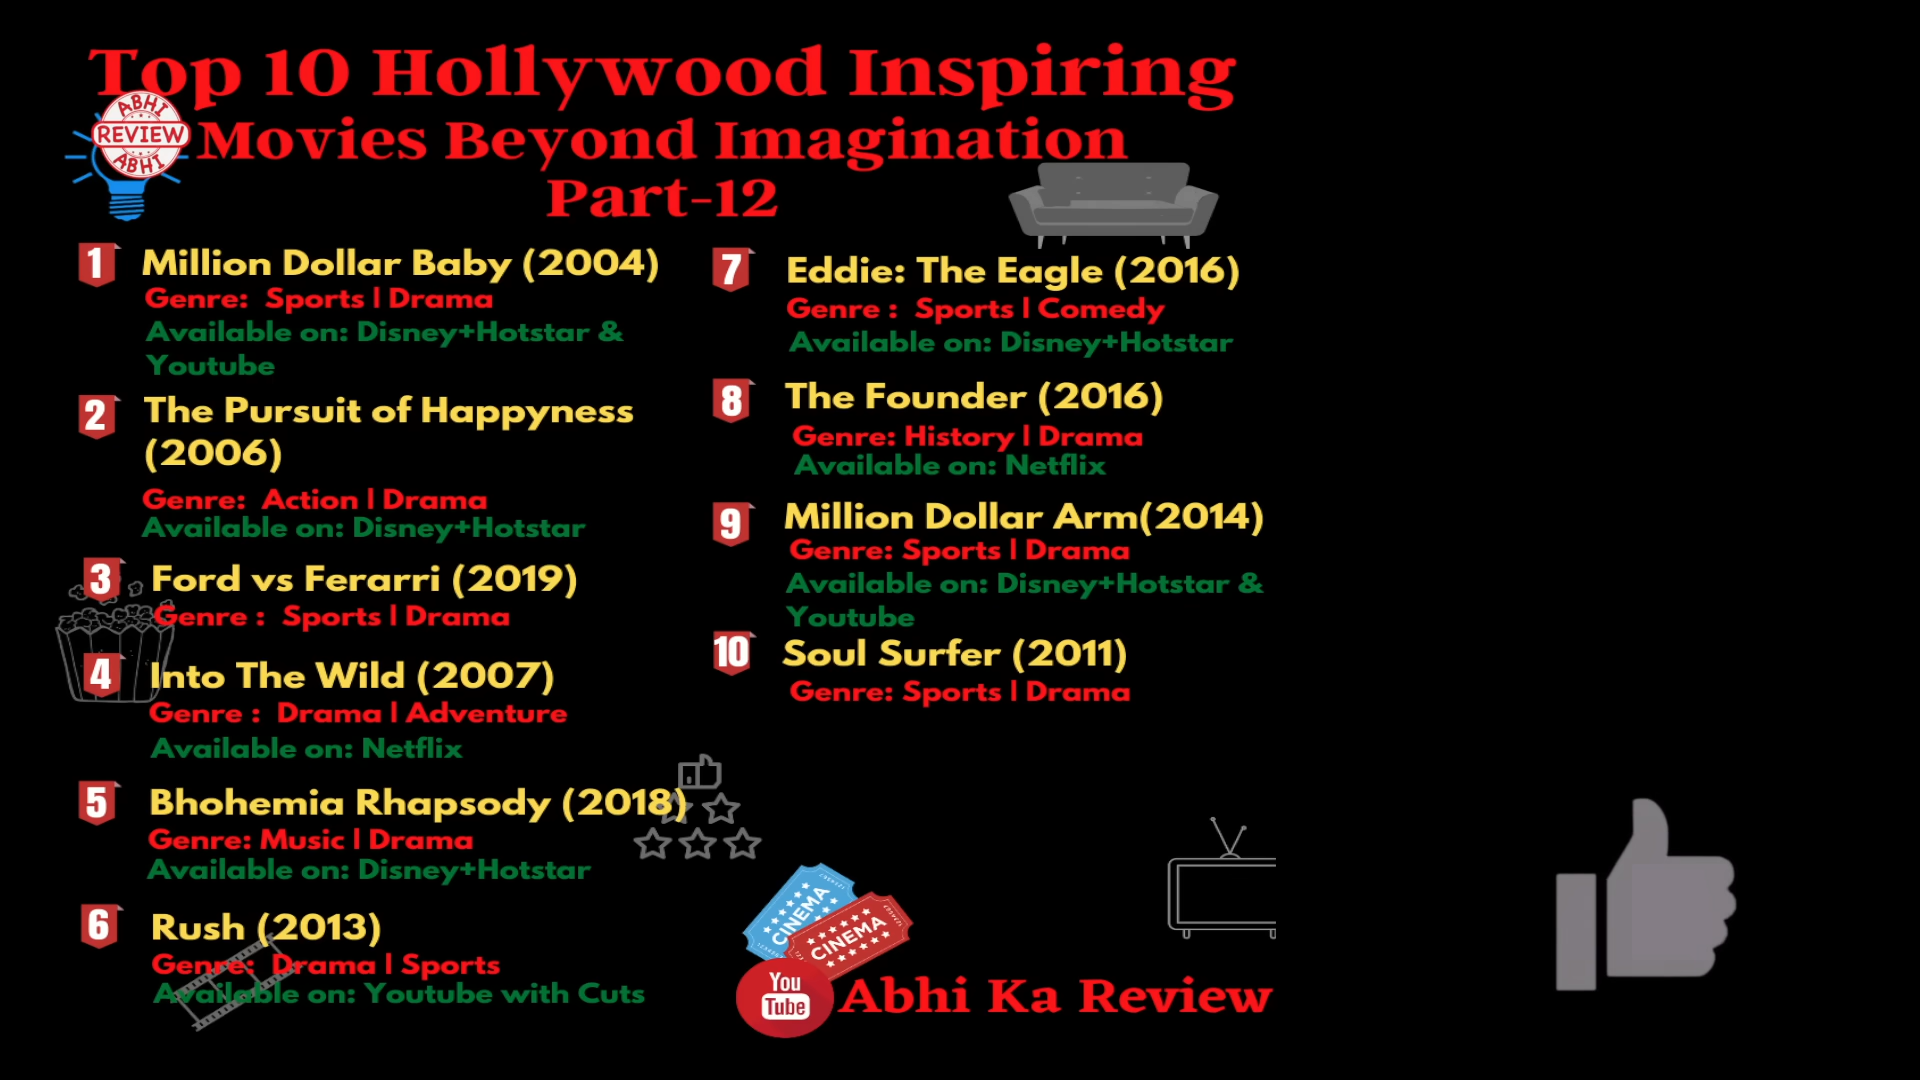 Top 10 Hollywood Inspiring
Movies Beyond Imagination
Part-12
ABHI
REVIEW
ABHI
1
Million Dollar Baby (2004)
Genre:  Sports | Drama
Available on: Disney+Hotstar &
Youtube
2
The Pursuit of Happyness
(2006)
Genre:  Action | Drama
Available on: Disney+Hotstar
3
Ford vs Ferarri (2019)
Genre :  Sports | Drama
4
Into The Wild (2007)
Genre :  Drama | Adventure
Available on: Netflix
5
Bhohemia Rhapsody (2018)
Genre: Music | Drama
Available on: Disney+Hotstar
6
Rush (2013)
Genre:  Drama | Sports
Available on: Youtube with Cuts
7
Eddie: The Eagle (2016)
Genre :  Sports | Comedy
Available on: Disney+Hotstar
8
The Founder (2016)
Genre: History | Drama
Available on: Netflix
9
Million Dollar Arm(2014)
Genre: Sports | Drama
Available on: Disney+Hotstar &
Youtube
10
Soul Surfer (2011)
Genre: Sports | Drama
CINEMA
CINEMA
You
Tube
Abhi Ka Review